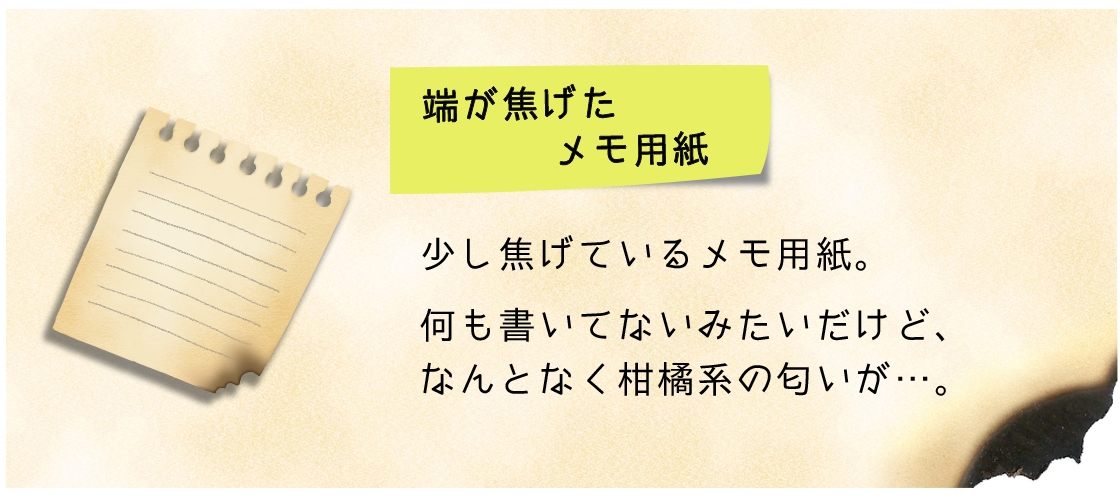 端が焦げた
メモ用紙
少し焦げているメモ用紙。
何も書いてないみたいだけど、
なんとなく柑橘系の匂いが…。